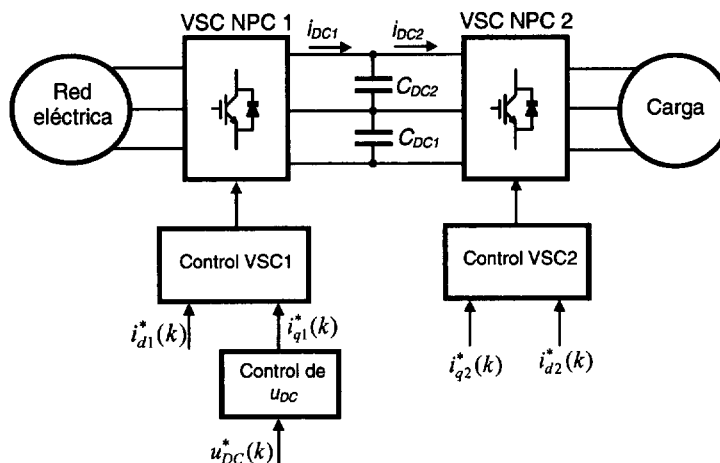 VSC NPC 1
i_DC1
i_DC2
VSC NPC 2
Red
eléctrica
C_DC2
C_DC1
Carga
Control VSC1
Control VSC2
i*_d1(k)
i*_q1(k)
i*_q2(k)
i*_d2(k)
Control de
u_DC
u*_DC(k)